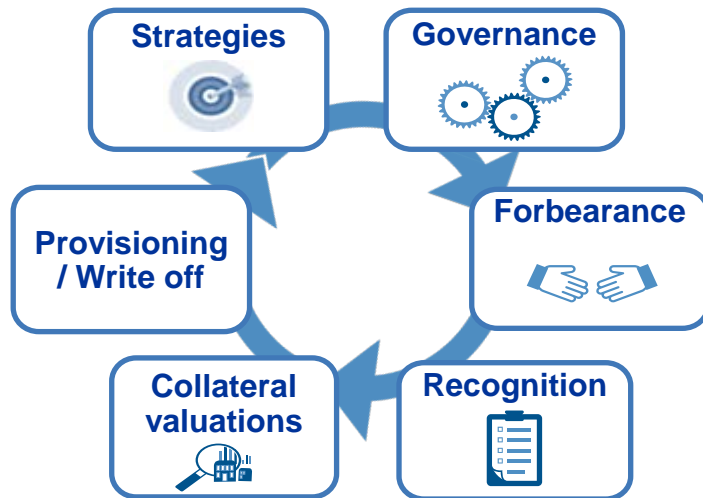 Strategies
Governance
Forbearance
Recognition
Collateral
valuations
Provisioning
/ Write off